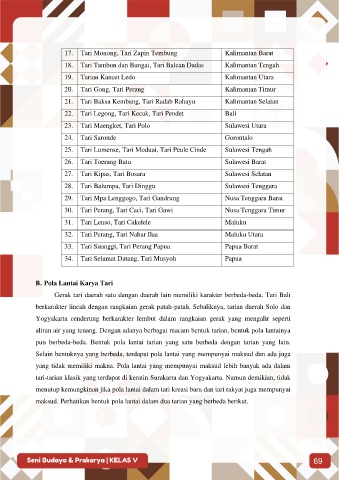 17. Tari Monong, Tari Zapin Tembung Kalimantan Barat
18. Tari Tambun dan Bungai, Tari Balean Dadas Kalimantan Tengah
19. Tarian Kancet Ledo Kalimantan Utara
20. Tari Gong, Tari Perang Kalimantan Timur
21. Tari Baksa Kembang, Tari Radab Rahayu Kalimantan Selatan
22. Tari Legong, Tari Kecak, Tari Pendet Bali
23. Tari Maengket, Tari Polo Sulawesi Utara
24. Tari Saronde Gorontalo
25. Tari Lumense, Tari Moduai, Tari Peule Cinde Sulawesi Tengah
26. Tari Toerang Batu Sulawesi Barat
27. Tari Kipas, Tari Bosara Sulawesi Selatan
28. Tari Balumpa, Tari Dinggu Sulawesi Tenggara
29. Tari Mpa Lenggogo, Tari Gandrung Nusa Tenggara Barat
30. Tari Perang, Tari Caci, Tari Gawi Nusa Tenggara Timur
31. Tari Lenso, Tari Cakalele Maluku
32. Tari Perang, Tari Nahar Ilaa Maluku Utara
33. Tari Suanggi, Tari Perang Papua Papua Barat
34. Tari Selamat Datang, Tari Musyoh Papua
B. Pola Lantai Karya Tari
Gerak tari daerah satu dengan daerah lain memiliki karakter berbeda-beda. Tari Bali
berkarakter lincah dengan rangkaian gerak patah-patah. Sebaliknya, tarian daerah Solo dan
Yogyakarta cenderung berkarakter lembut dalam rangkaian gerak yang mengalir seperti
aliran air yang tenang. Dengan adanya berbagai macam bentuk tarian, bentuk pola lantainya
pun berbeda-beda. Bentuk pola lantai tarian yang satu berbeda dengan tarian yang lain.
Selain bentuknya yang berbeda, terdapat pola lantai yang mempunyai maksud dan ada juga
yang tidak memiliki makna. Pola lantai yang mempunyai maksud lebih banyak ada dalam
tari-tarian klasik yang terdapat di keratin Surakarta dan Yogyakarta. Namun demikian, tidak
menutup kemungkinan jika pola lantai dalam tari kreasi baru dan tari rakyat juga mempunyai
maksud. Perhatikan bentuk pola lantai dalam dua tarian yang berbeda berikut.
Seni Budaya & Prakarya | KELAS V 69